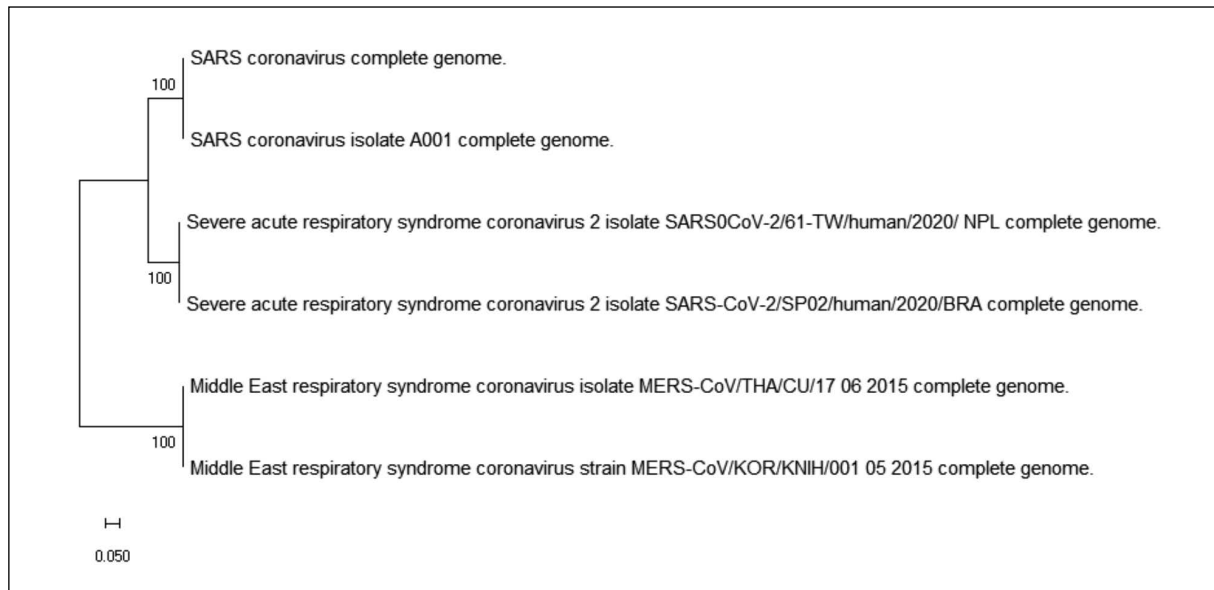 SARS coronavirus complete genome.
100
SARS coronavirus isolate A001 complete genome.
Severe acute respiratory syndrome coronavirus 2 isolate SARS0CoV-2/61-TW/human/2020/ NPL complete genome.
100
Severe acute respiratory syndrome coronavirus 2 isolate SARS-CoV-2/SP02/human/2020/BRA complete genome.
Middle East respiratory syndrome coronavirus isolate MERS-CoV/THA/CU/17 06 2015 complete genome.
100
Middle East respiratory syndrome coronavirus strain MERS-CoV/KOR/KNIH/001 05 2015 complete genome.
0.050